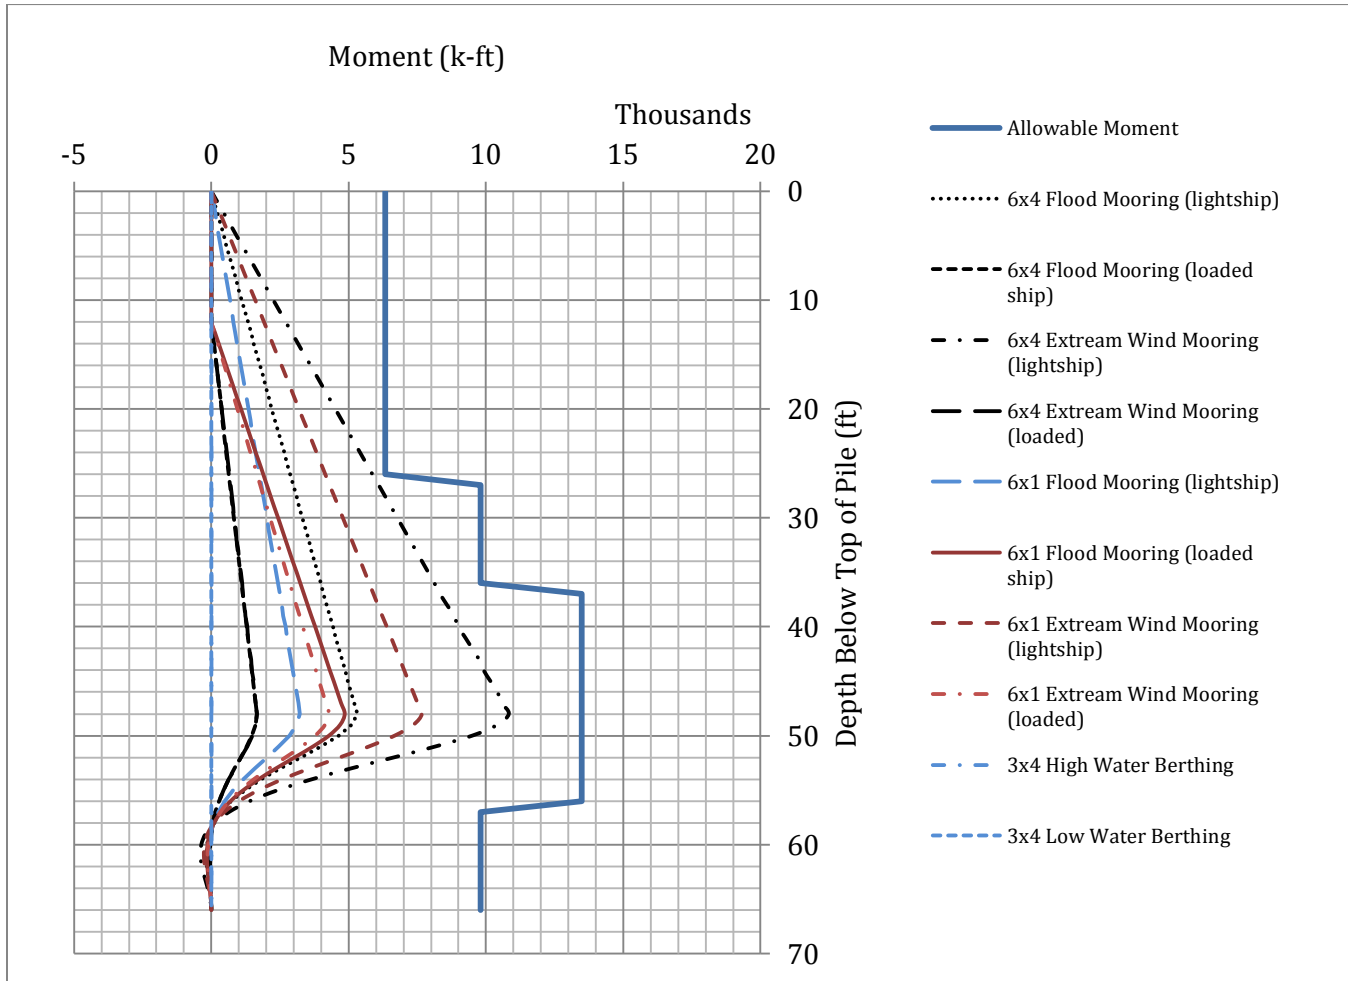 Moment (k-ft)
Thousands
-5 0 5 10 15 20
0
10
20
30
40
50
60
70
Depth Below Top of Pile (ft)
Allowable Moment
6x4 Flood Mooring (lightship)
6x4 Flood Mooring (loaded
ship)
6x4 Extream Wind Mooring
(lightship)
6x4 Extream Wind Mooring
(loaded)
6x1 Flood Mooring (lightship)
6x1 Flood Mooring (loaded
ship)
6x1 Extream Wind Mooring
(lightship)
6x1 Extream Wind Mooring
(loaded)
3x4 High Water Berthing
3x4 Low Water Berthing